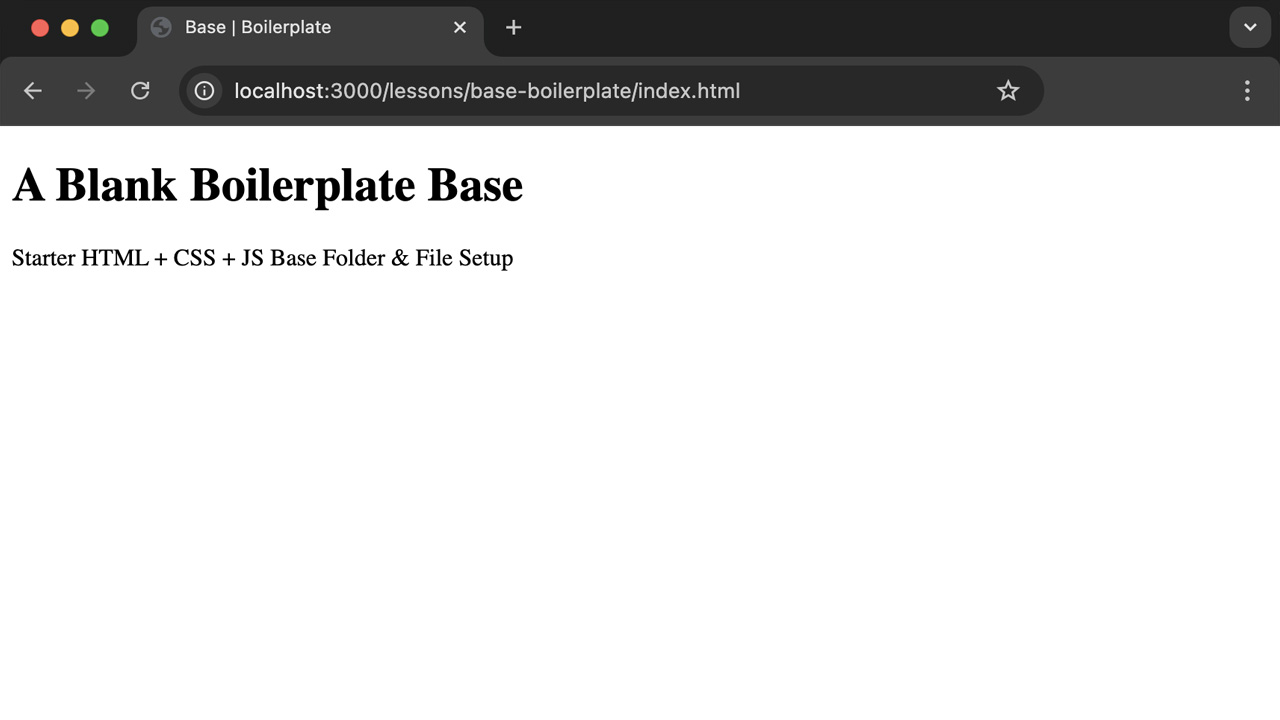 Base | Boilerplate
localhost:3000/lessons/base-boilerplate/index.html
A Blank Boilerplate Base
Starter HTML + CSS + JS Base Folder & File Setup